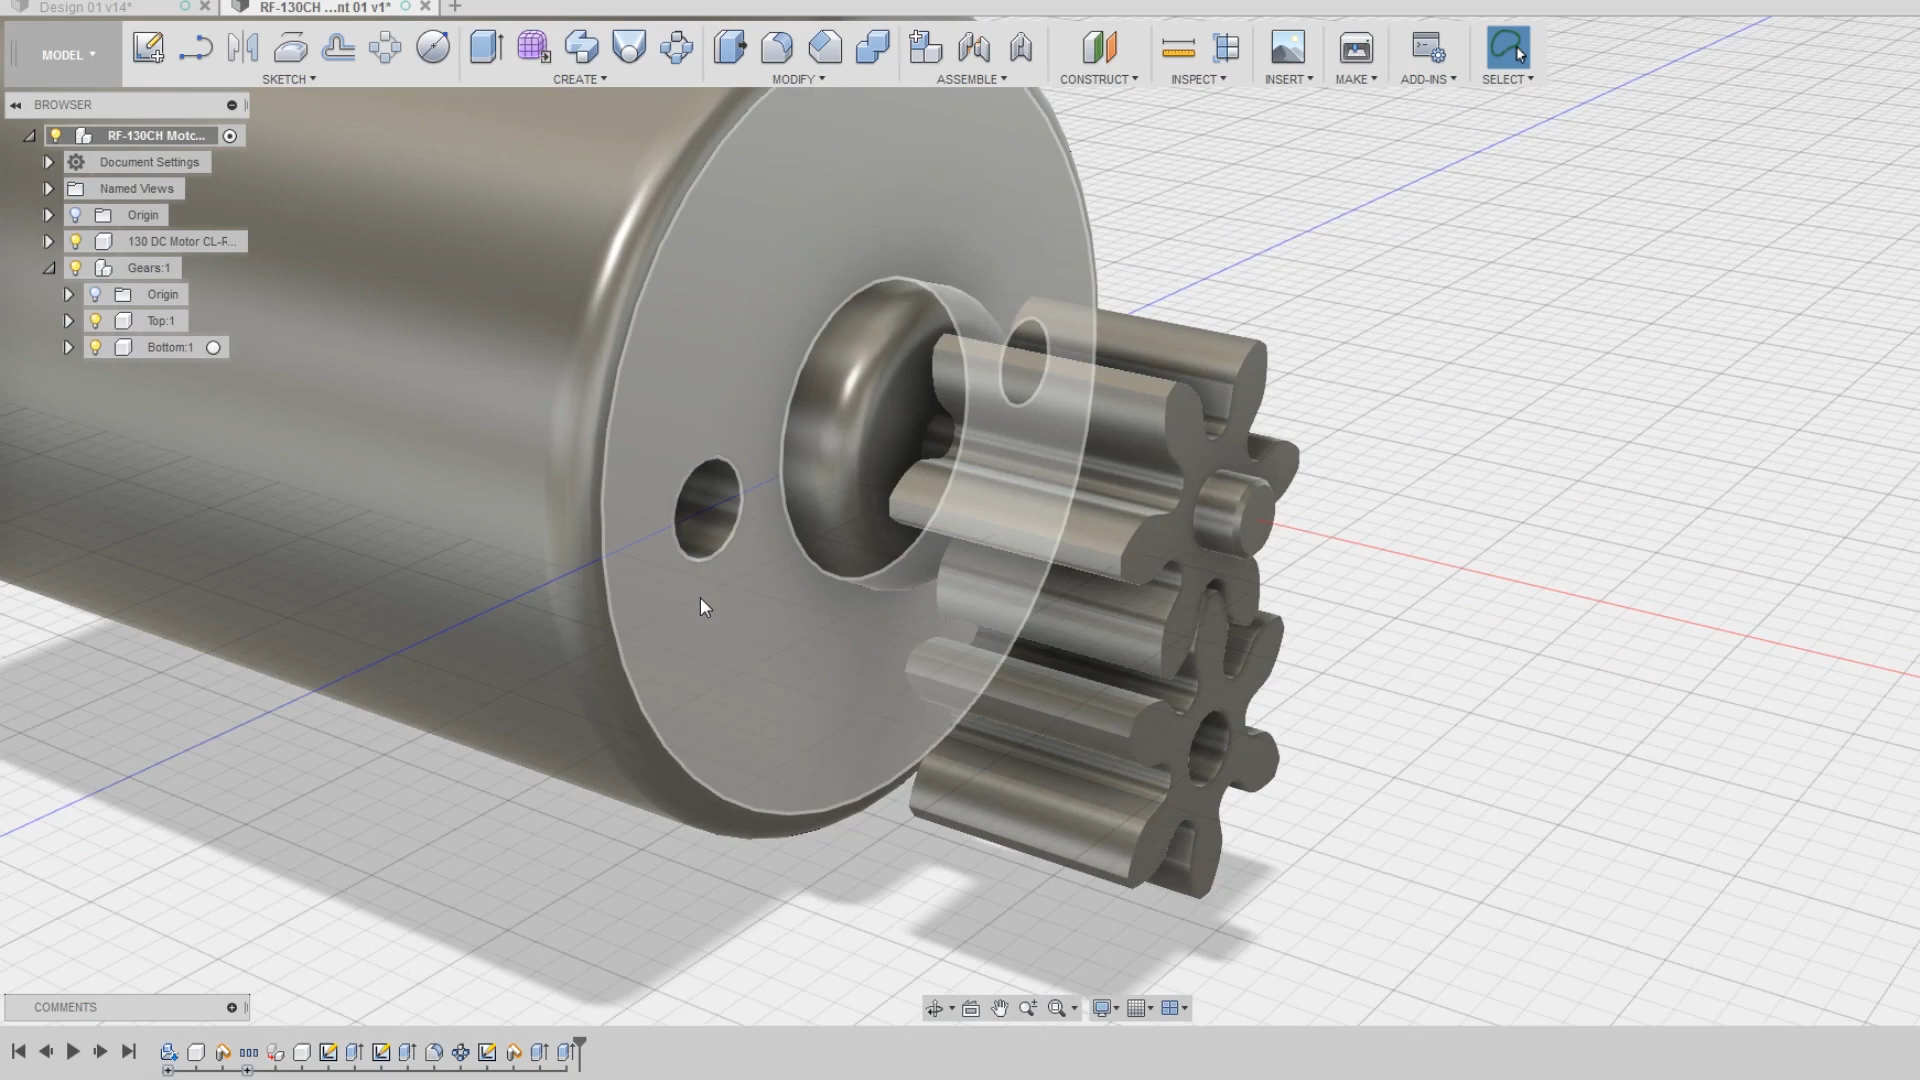 Design 01 v14*
RF-130CH ...nt 01 v1*
MODEL
SKETCH
CREATE
MODIFY
ASSEMBLE
CONSTRUCT
INSPECT
INSERT
MAKE
ADD-INS
SELECT
BROWSER
RF-130CH Motc...
Document Settings
Named Views
Origin
130 DC Motor CL-F...
Gears:1
Origin
Top:1
Bottom:1
COMMENTS